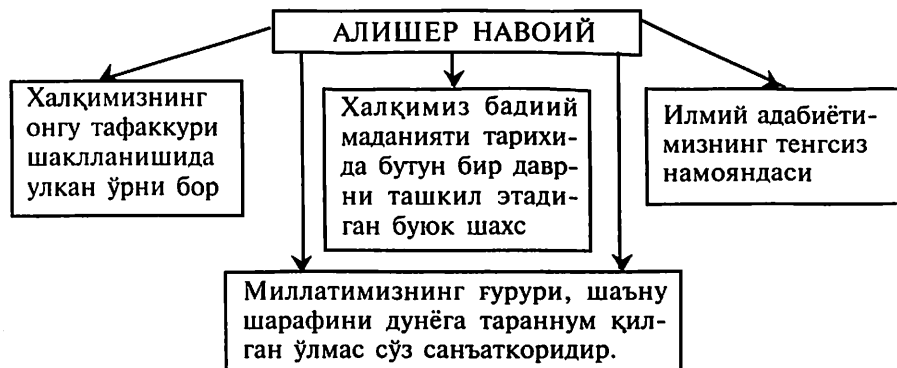 АЛИШЕР НАВОИЙ
Халқимизнинг
онгу тафаккури
шаклланишида
улкан ўрни бор
Халқимиз бадиий
маданияти тарихи-
да бутун бир давр-
ни ташкил этади-
ган буюк шахс
Илмий адабиёти-
мизнинг тенгсиз
намояндаси
Миллатимизнинг ғурури, шаъну
шарафини дунёга тараннум қил-
ган ўлмас сўз санъаткоридир.